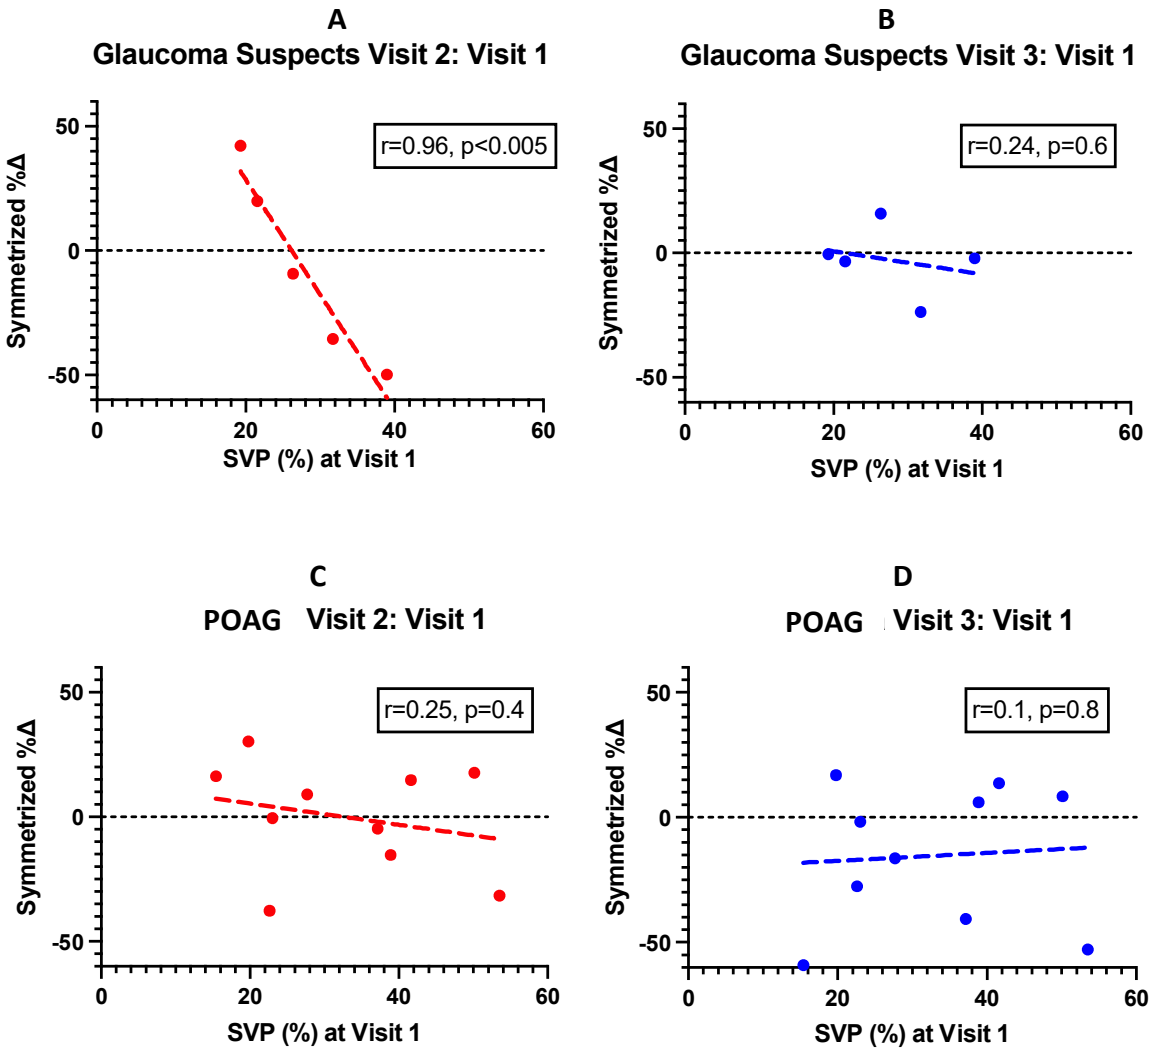 A
Glaucoma Suspects Visit 2: Visit 1
Symmetrized %Δ
50
0
-50
r=0.96, p<0.005
0
20
40
60
SVP (%) at Visit 1
B
Glaucoma Suspects Visit 3: Visit 1
Symmetrized %Δ
50
0
-50
r=0.24, p=0.6
0
20
40
60
SVP (%) at Visit 1
C
POAG Visit 2: Visit 1
Symmetrized %Δ
50
0
-50
r=0.25, p=0.4
0
20
40
60
SVP (%) at Visit 1
D
POAG Visit 3: Visit 1
Symmetrized %Δ
50
0
-50
r=0.1, p=0.8
0
20
40
60
SVP (%) at Visit 1